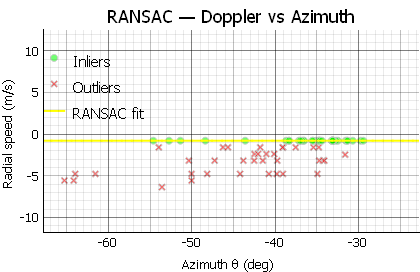 RANSAC — Doppler vs Azimuth
10
5
0
-5
-10
Radial speed (m/s)
Inliers
Outliers
RANSAC fit
-60
-50
-40
-30
Azimuth θ (deg)